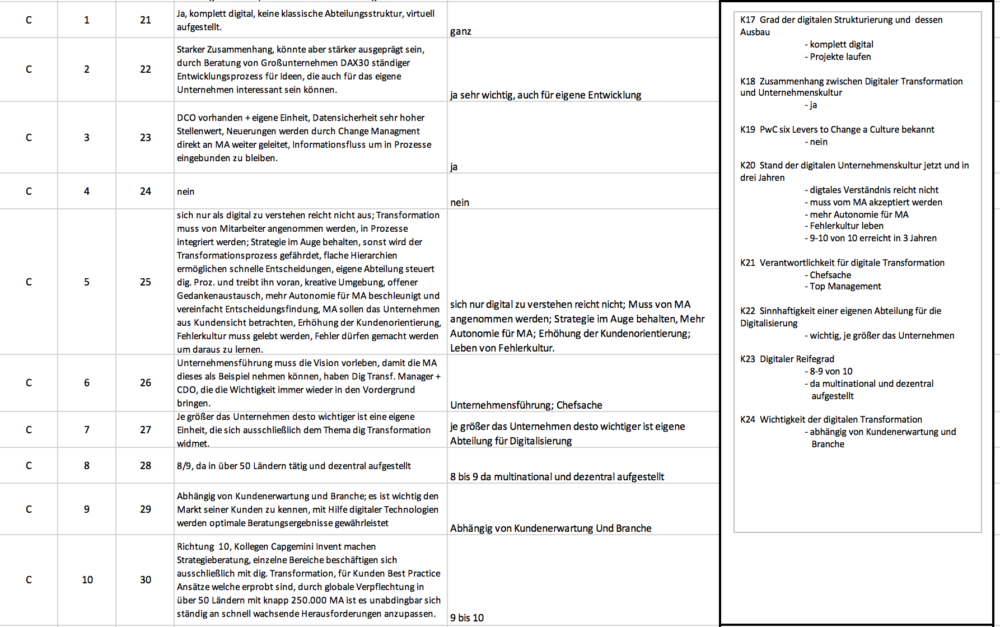 C 1 21 Ja, komplett digital, keine klassische Abteilungsstruktur, virtuell
aufgestellt.
ganz
C 2 22 Starker Zusammenhang, könnte aber stärker ausgeprägt sein,
durch Beratung von Großunternehmen DAX30 ständiger
Entwicklungsprozess für Ideen, die auch für das eigene
Unternehmen interessant sein können.
ja sehr wichtig, auch für eigene Entwicklung
C 3 23 DCO vorhanden + eigene Einheit, Datensicherheit sehr hoher
Stellenwert, Neuerungen werden durch Change Managment
direkt an MA weiter geleitet, Informationsfluss um in Prozesse
eingebunden zu bleiben.
ja
C 4 24 nein
nein
C 5 25 sich nur als digital zu verstehen reicht nicht aus; Transformation
muss von Mitarbeiter angenommen werden, in Prozesse
integriert werden; Strategie im Auge behalten, sonst wird der
Transformationsprozess gefährdet, flache Hierarchien
ermöglichen schnelle Entscheidungen, eigene Abteilung steuert
dig. Proz. und treibt ihn voran, kreative Umgebung, offener
Gedankenaustausch, mehr Autonomie für MA beschleunigt und
vereinfacht Entscheidungsfindung, MA sollen das Unternehmen
aus Kundensicht betrachten, Erhöhung der Kundenorientierung,
Fehlerkultur muss gelebt werden, Fehler dürfen gemacht werden
um daraus zu lernen.
sich nur digital zu verstehen reicht nicht; Muss von MA
angenommen werden; Strategie im Auge behalten, Mehr
Autonomie für MA; Erhöhung der Kundenorientierung;
Leben von Fehlerkultur.
C 6 26 Unternehmensführung muss die Vision vorleben, damit die MA
dieses als Beispiel nehmen können, haben Dig Transf. Manager +
CDO, die die Wichtigkeit immer wieder in den Vordergrund
bringen.
Unternehmensführung; Chefsache
C 7 27 Je größer das Unternehmen desto wichtiger ist eine eigene
Einheit, die sich ausschließlich dem Thema dig Transformation
widmet.
je größer das Unternehmen desto wichtiger ist eigene
Abteilung für Digitalisierung
C 8 28 8/9, da in über 50 Ländern tätig und dezentral aufgestellt
8 bis 9 da multinational und dezentral aufgestellt
C 9 29 Abhängig von Kundenerwartung und Branche; es ist wichtig den
Markt seiner Kunden zu kennen, mit Hilfe digitaler Technologien
werden optimale Beratungsergebnisse gewährleistet
Abhängig von Kundenerwartung Und Branche
C 10 30 Richtung 10, Kollegen Capgemini Invent machen
Strategieberatung, einzelne Bereiche beschäftigen sich
ausschließlich mit dig. Transformation, für Kunden Best Practice
Ansätze welche erprobt sind, durch globale Verpflechtung in
über 50 Ländern mit knapp 250.000 MA ist es unabdingbar sich
ständig an schnell wachsende Herausforderungen anzupassen.
9 bis 10
K17 Grad der digitalen Strukturierung und dessen
Ausbau
- komplett digital
- Projekte laufen
K18 Zusammenhang zwischen Digitaler Transformation
und Unternehmenskultur
- ja
K19 PwC six Levers to Change a Culture bekannt
- nein
K20 Stand der digitalen Unternehmenskultur jetzt und in
drei Jahren
- digtales Verständnis reicht nicht
- muss vom MA akzeptiert werden
- mehr Autonomie für MA
- Fehlerkultur leben
- 9-10 von 10 erreicht in 3 Jahren
K21 Verantwortlichkeit für digitale Transformation
- Chefsache
- Top Management
K22 Sinnhaftigkeit einer eigenen Abteilung für die
Digitalisierung
- wichtig, je größer das Unternehmen
K23 Digitaler Reifegrad
- 8-9 von 10
- da multinational und dezentral
aufgestellt
K24 Wichtigkeit der digitalen Transformation
- abhängig von Kundenerwartung und
Branche